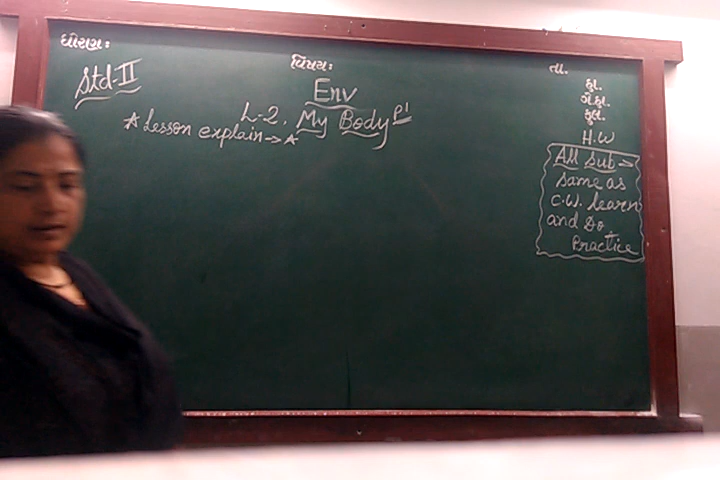 ધોરણઃ
વિષયઃ
તા.
Std-II
Env
L-2. My Body P1
* Lesson explain → *
હા.
ગે.હા.
કુલ.
H.W
All Sub →
same as
C.W. learn
and Do
Practice